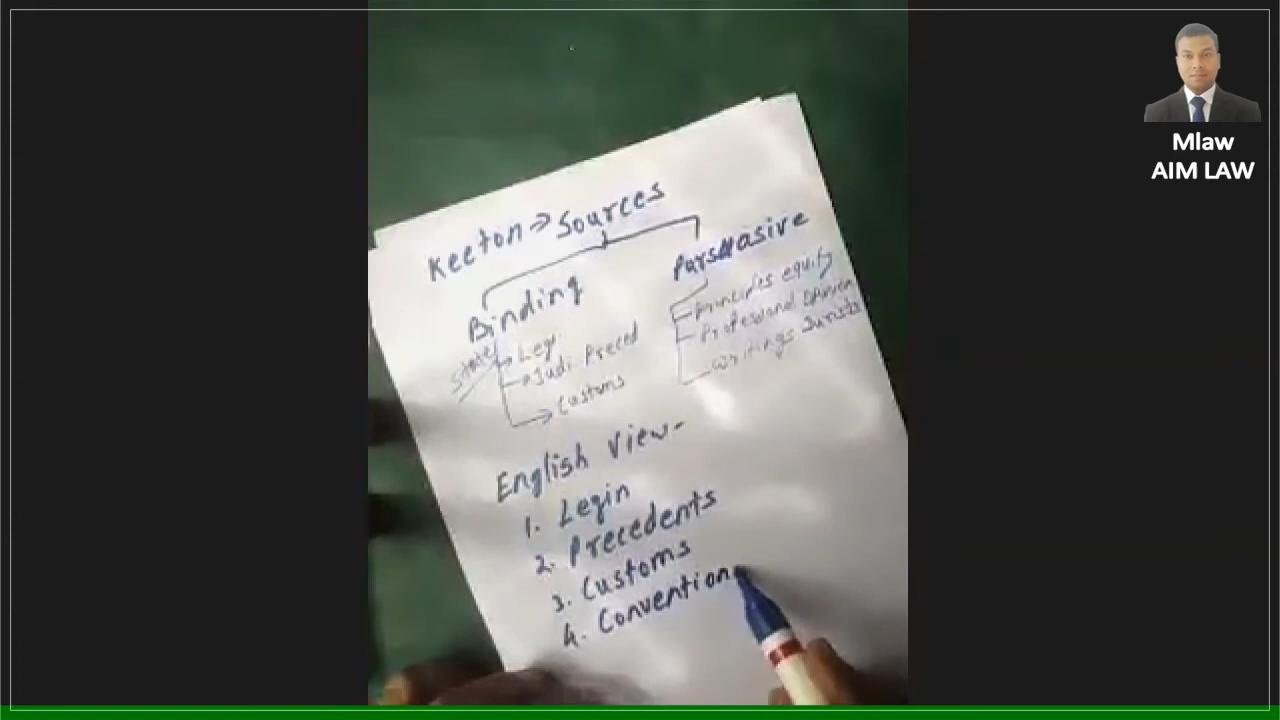 Keeton → Sources
Binding
Persuasive
State
Legi.
Judi. Preced
Customs
Principles equity
Professional Opinion
Writings Jurists
English View-
1. Legin
2. Precedents
3. Customs
4. Convention
Mlaw
AIM LAW